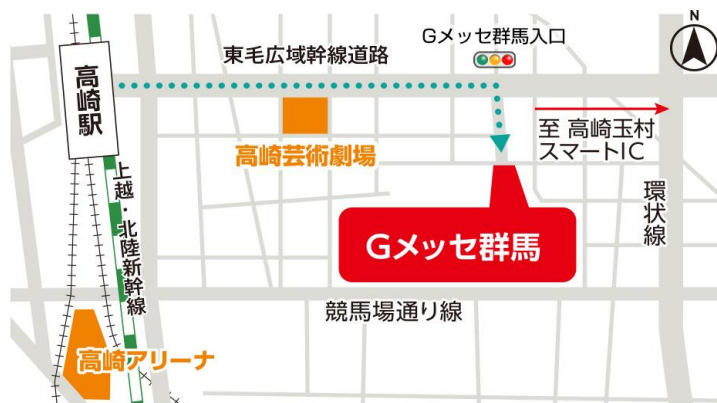 N
Gメッセ群馬入口
東毛広域幹線道路
高崎駅
高崎芸術劇場
至 高崎玉村
スマートIC
環状線
上越・北陸新幹線
Gメッセ群馬
競馬場通り線
高崎アリーナ